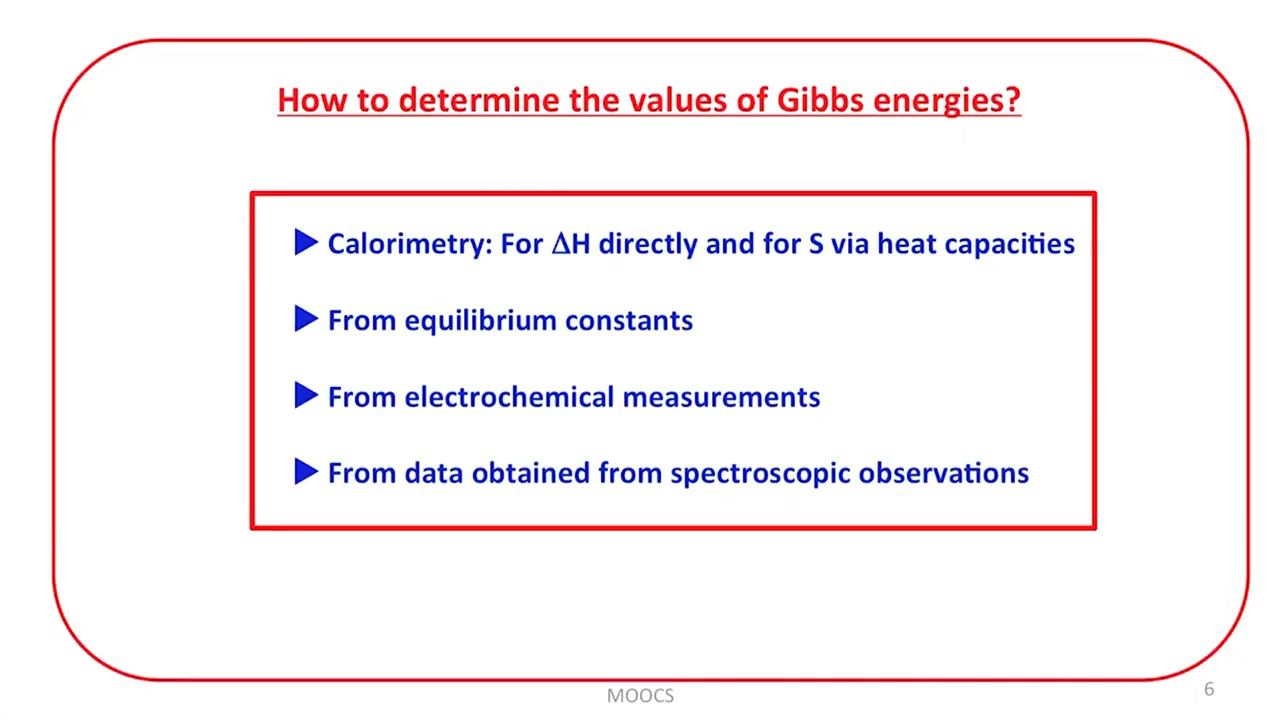 How to determine the values of Gibbs energies?
▶ Calorimetry: For ΔH directly and for S via heat capacities
▶ From equilibrium constants
▶ From electrochemical measurements
▶ From data obtained from spectroscopic observations
MOOCS
6